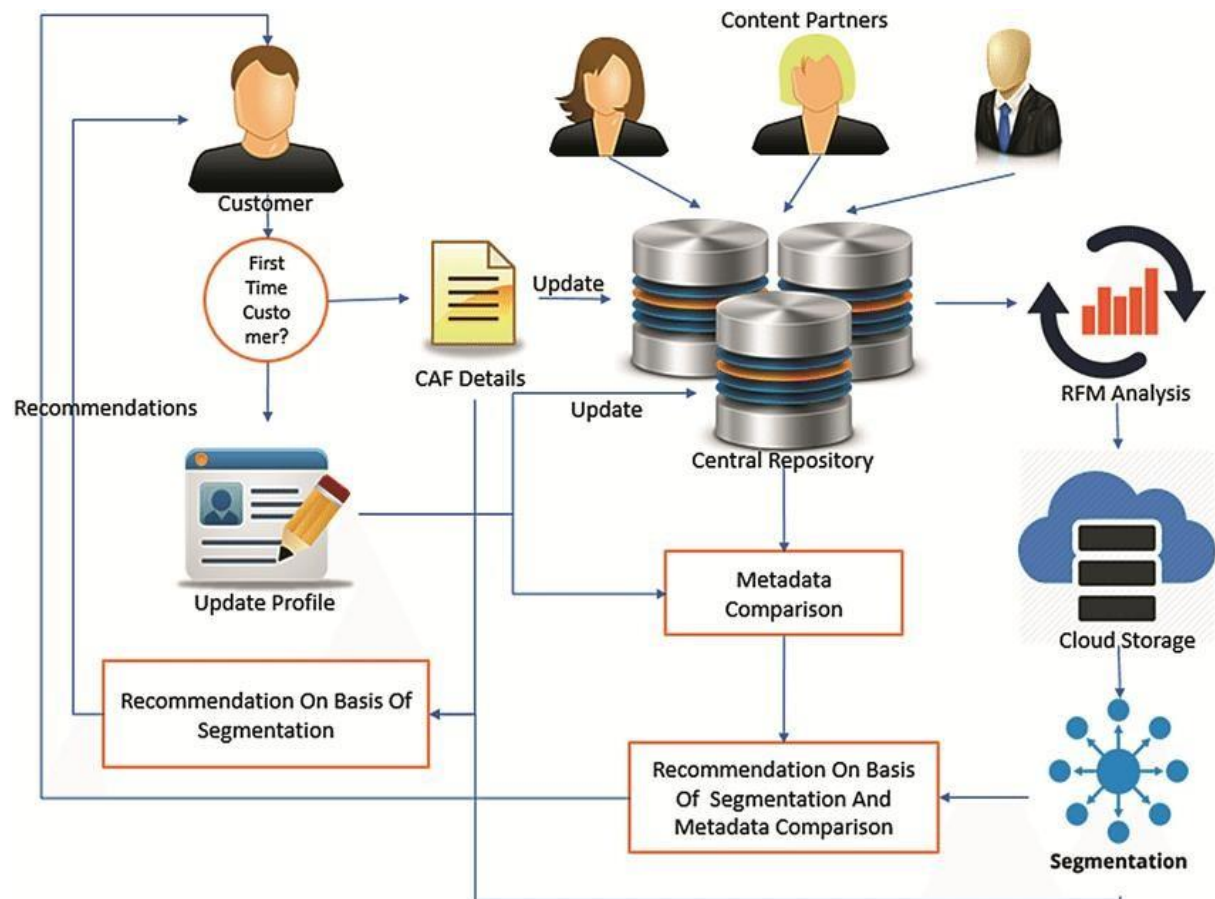 Content Partners
Customer
First
Time
Custo
mer?
Update
CAF Details
Update
RFM Analysis
Recommendations
Central Repository
Update Profile
Metadada
Comparison
Cloud Storage
Recommendation On Basis Of
Segmentation
Recommendation On Basis
Of Segmentation And
Metadata Comparison
Segmentation